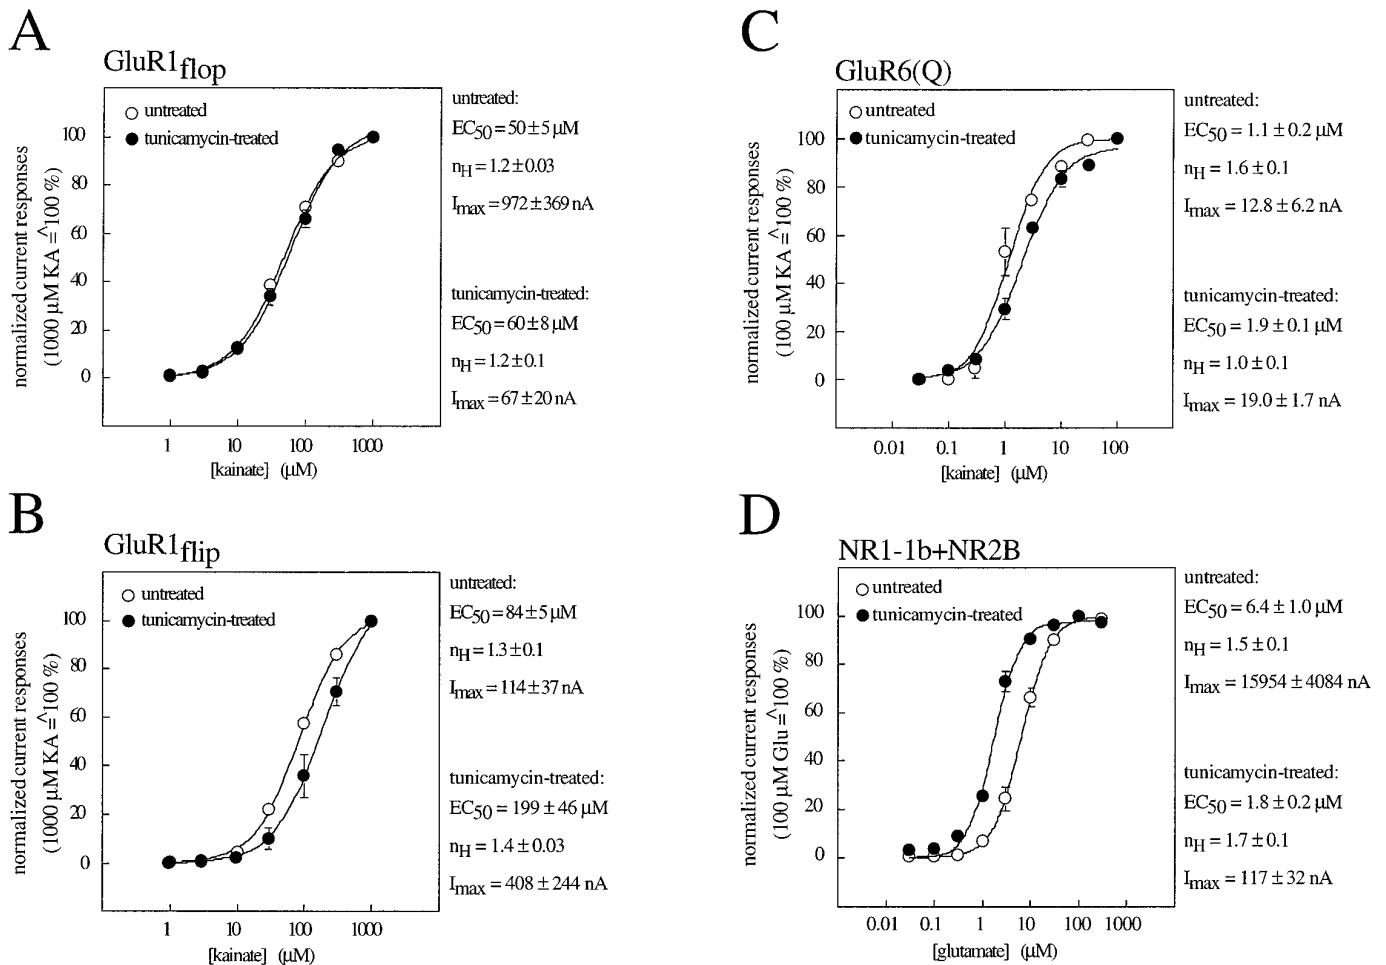 A
GluR1flop
untreated
tunicamycin-treated
normalized current responses
(1000 μM KA =^ 100 %)
100
80
60
40
20
0
1 10 100 1000
[kainate] (μM)
untreated:
EC50 = 50 ± 5 μM
nH = 1.2 ± 0.03
Imax = 972 ± 369 nA
tunicamycin-treated:
EC50 = 60 ± 8 μM
nH = 1.2 ± 0.1
Imax = 67 ± 20 nA
B
GluR1flip
untreated
tunicamycin-treated
normalized current responses
(1000 μM KA =^ 100 %)
100
80
60
40
20
0
1 10 100 1000
[kainate] (μM)
untreated:
EC50 = 84 ± 5 μM
nH = 1.3 ± 0.1
Imax = 114 ± 37 nA
tunicamycin-treated:
EC50 = 199 ± 46 μM
nH = 1.4 ± 0.03
Imax = 408 ± 244 nA
C
GluR6(Q)
untreated
tunicamycin-treated
normalized current responses
(100 μM KA =^ 100 %)
100
80
60
40
20
0
0.01 0.1 1 10 100
[kainate] (μM)
untreated:
EC50 = 1.1 ± 0.2 μM
nH = 1.6 ± 0.1
Imax = 12.8 ± 6.2 nA
tunicamycin-treated:
EC50 = 1.9 ± 0.1 μM
nH = 1.0 ± 0.1
Imax = 19.0 ± 1.7 nA
D
NR1-1b+NR2B
untreated
tunicamycin-treated
normalized current responses
(100 μM Glu =^ 100 %)
100
80
60
40
20
0
0.01 0.1 1 10 100 1000
[glutamate] (μM)
untreated:
EC50 = 6.4 ± 1.0 μM
nH = 1.5 ± 0.1
Imax = 15954 ± 4084 nA
tunicamycin-treated:
EC50 = 1.8 ± 0.2 μM
nH = 1.7 ± 0.1
Imax = 117 ± 32 nA